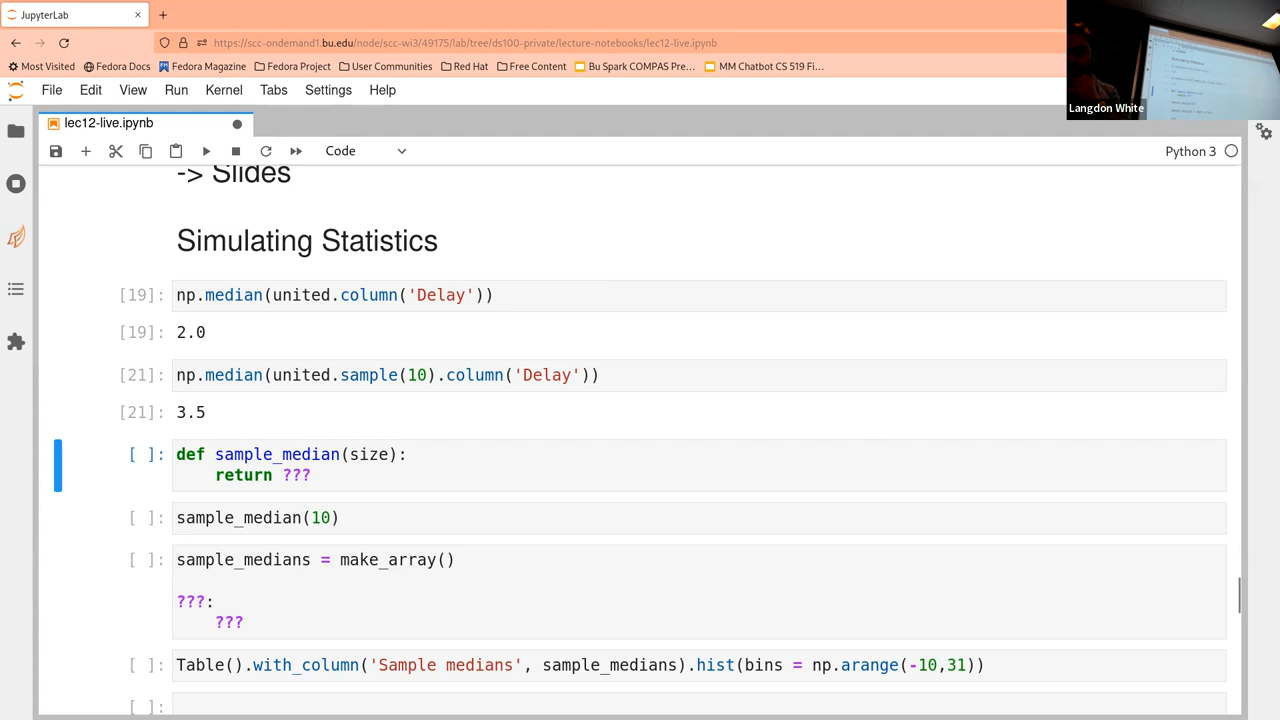 JupyterLab
https://scc-ondemand1.bu.edu/node/scc-wi3/49175/lab/tree/ds100-private/lecture-notebooks/lec12-live.ipynb
Most Visited Fedora Docs Fedora Magazine Fedora Project User Communities Red Hat Free Content Bu Spark COMPAS Pre... MM Chatbot CS 519 Fi...
Langdon White
File Edit View Run Kernel Tabs Settings Help
lec12-live.ipynb
Code
Python 3
-> Slides
Simulating Statistics
[19]: np.median(united.column('Delay'))
[19]: 2.0
[21]: np.median(united.sample(10).column('Delay'))
[21]: 3.5
[ ]: def sample_median(size):
return ???
[ ]: sample_median(10)
[ ]: sample_medians = make_array()
???:
???
[ ]: Table().with_column('Sample medians', sample_medians).hist(bins = np.arange(-10,31))
[ ]: